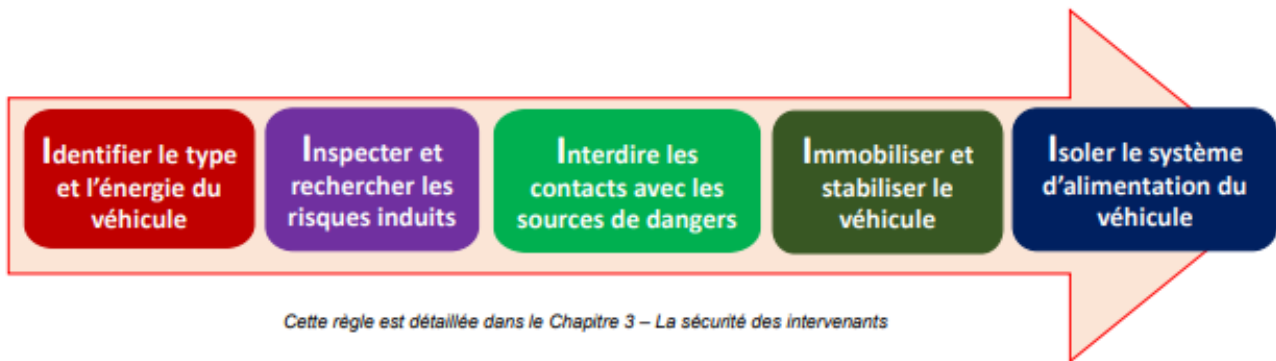 Identifier le type
et l'énergie du
véhicule
Inspecter et
rechercher les
risques induits
Interdire les
contacts avec les
sources de dangers
Immobiliser et
stabiliser le
véhicule
Isoler le système
d'alimentation du
véhicule
Cette règle est détaillée dans le Chapitre 3 – La sécurité des intervenants